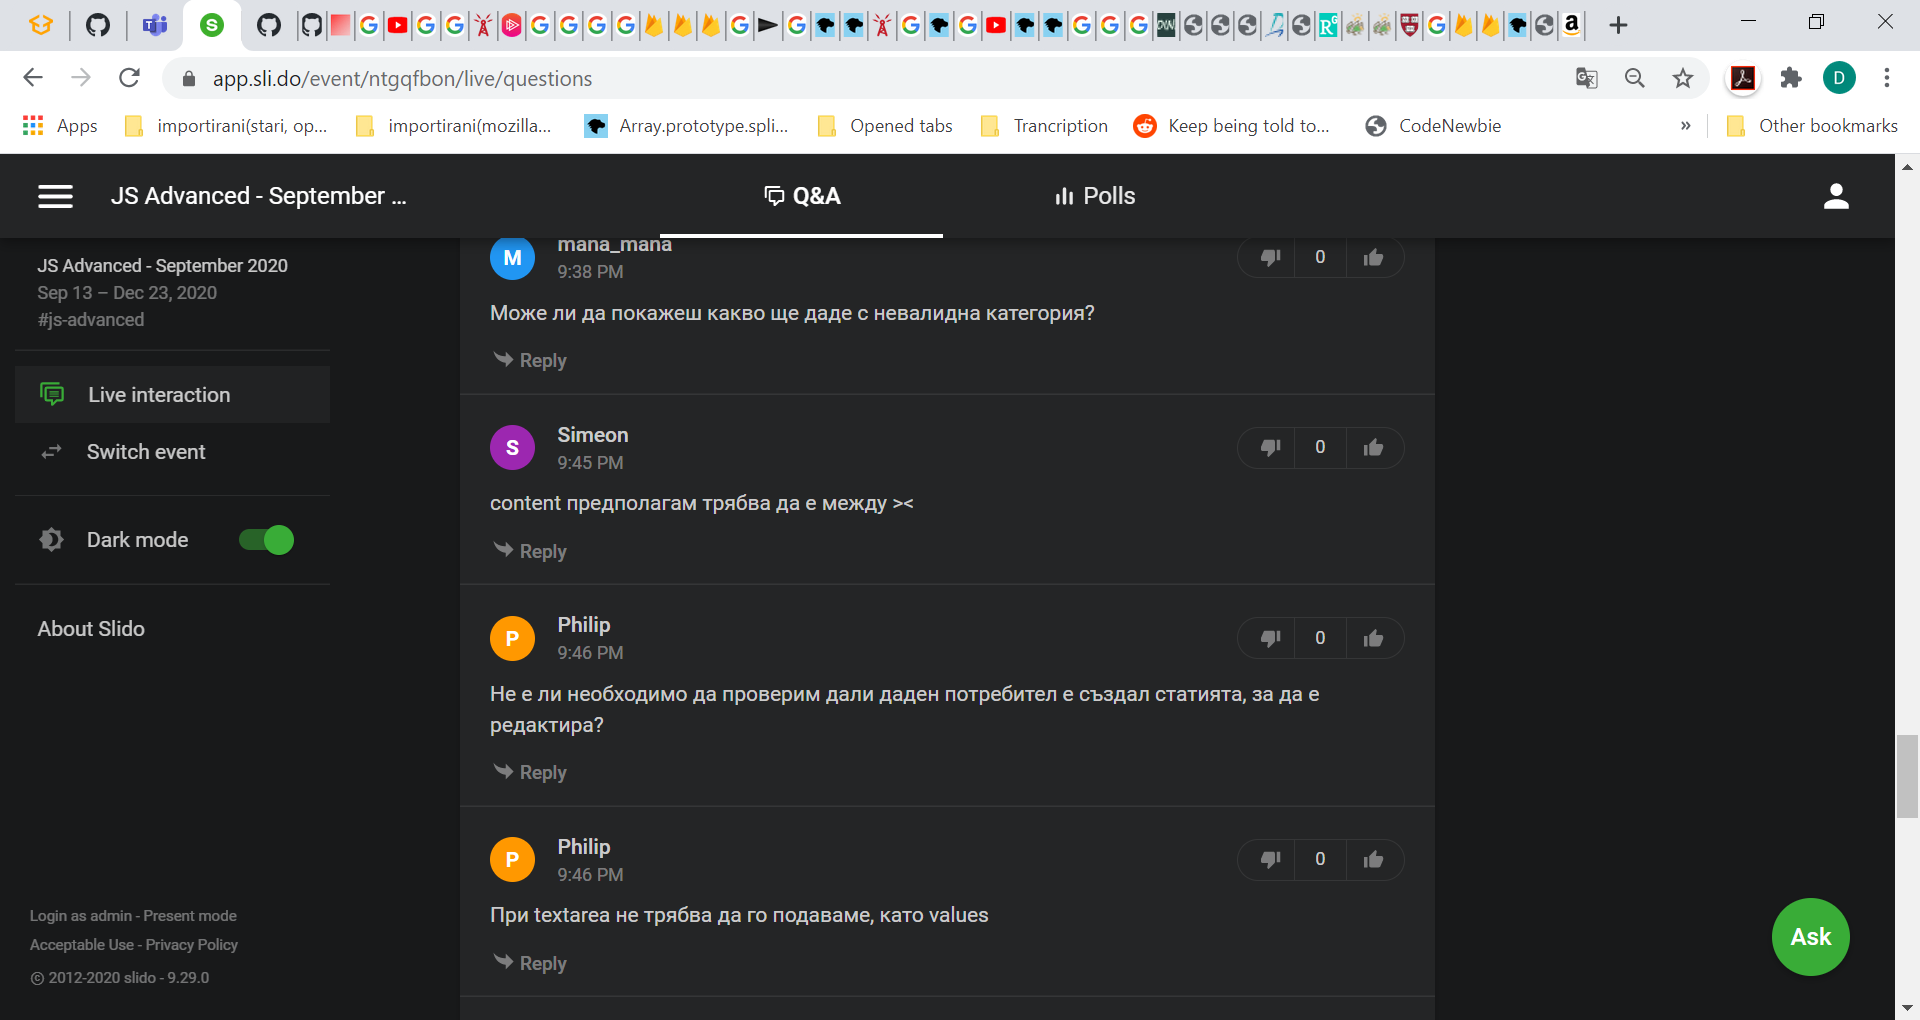 app.sli.do/event/ntgqfbon/live/questions
D
Apps
importirani(stari, op...
importirani(mozilla...
Array.prototype.spli...
Opened tabs
Trancription
Keep being told to...
CodeNewbie
»
Other bookmarks
JS Advanced - September ...
Q&A
Polls
JS Advanced - September 2020
Sep 13 – Dec 23, 2020
#js-advanced
Live interaction
Switch event
Dark mode
About Slido
Login as admin - Present mode
Acceptable Use - Privacy Policy
© 2012-2020 slido - 9.29.0
M
mana_mana
9:38 PM
0
Може ли да покажеш какво ще даде с невалидна категория?
Reply
S
Simeon
9:45 PM
0
content предполагам трябва да е между ><
Reply
P
Philip
9:46 PM
0
Не е ли необходимо да проверим дали даден потребител е създал статията, за да е
редактира?
Reply
P
Philip
9:46 PM
0
При textarea не трябва да го подаваме, като values
Reply
Ask